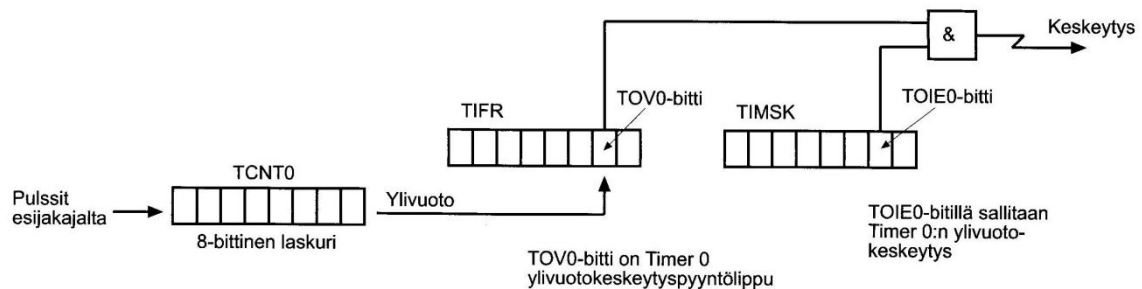 &
Keskeytys
TIFR
TOV0-bitti
TIMSK
TOIE0-bitti
TCNT0
Pulssit
esijakajalta
Ylivuoto
8-bittinen laskuri
TOV0-bitti on Timer 0
ylivuotokeskeytyspyyntölippu
TOIE0-bitillä sallitaan
Timer 0:n ylivuoto-
keskeytys